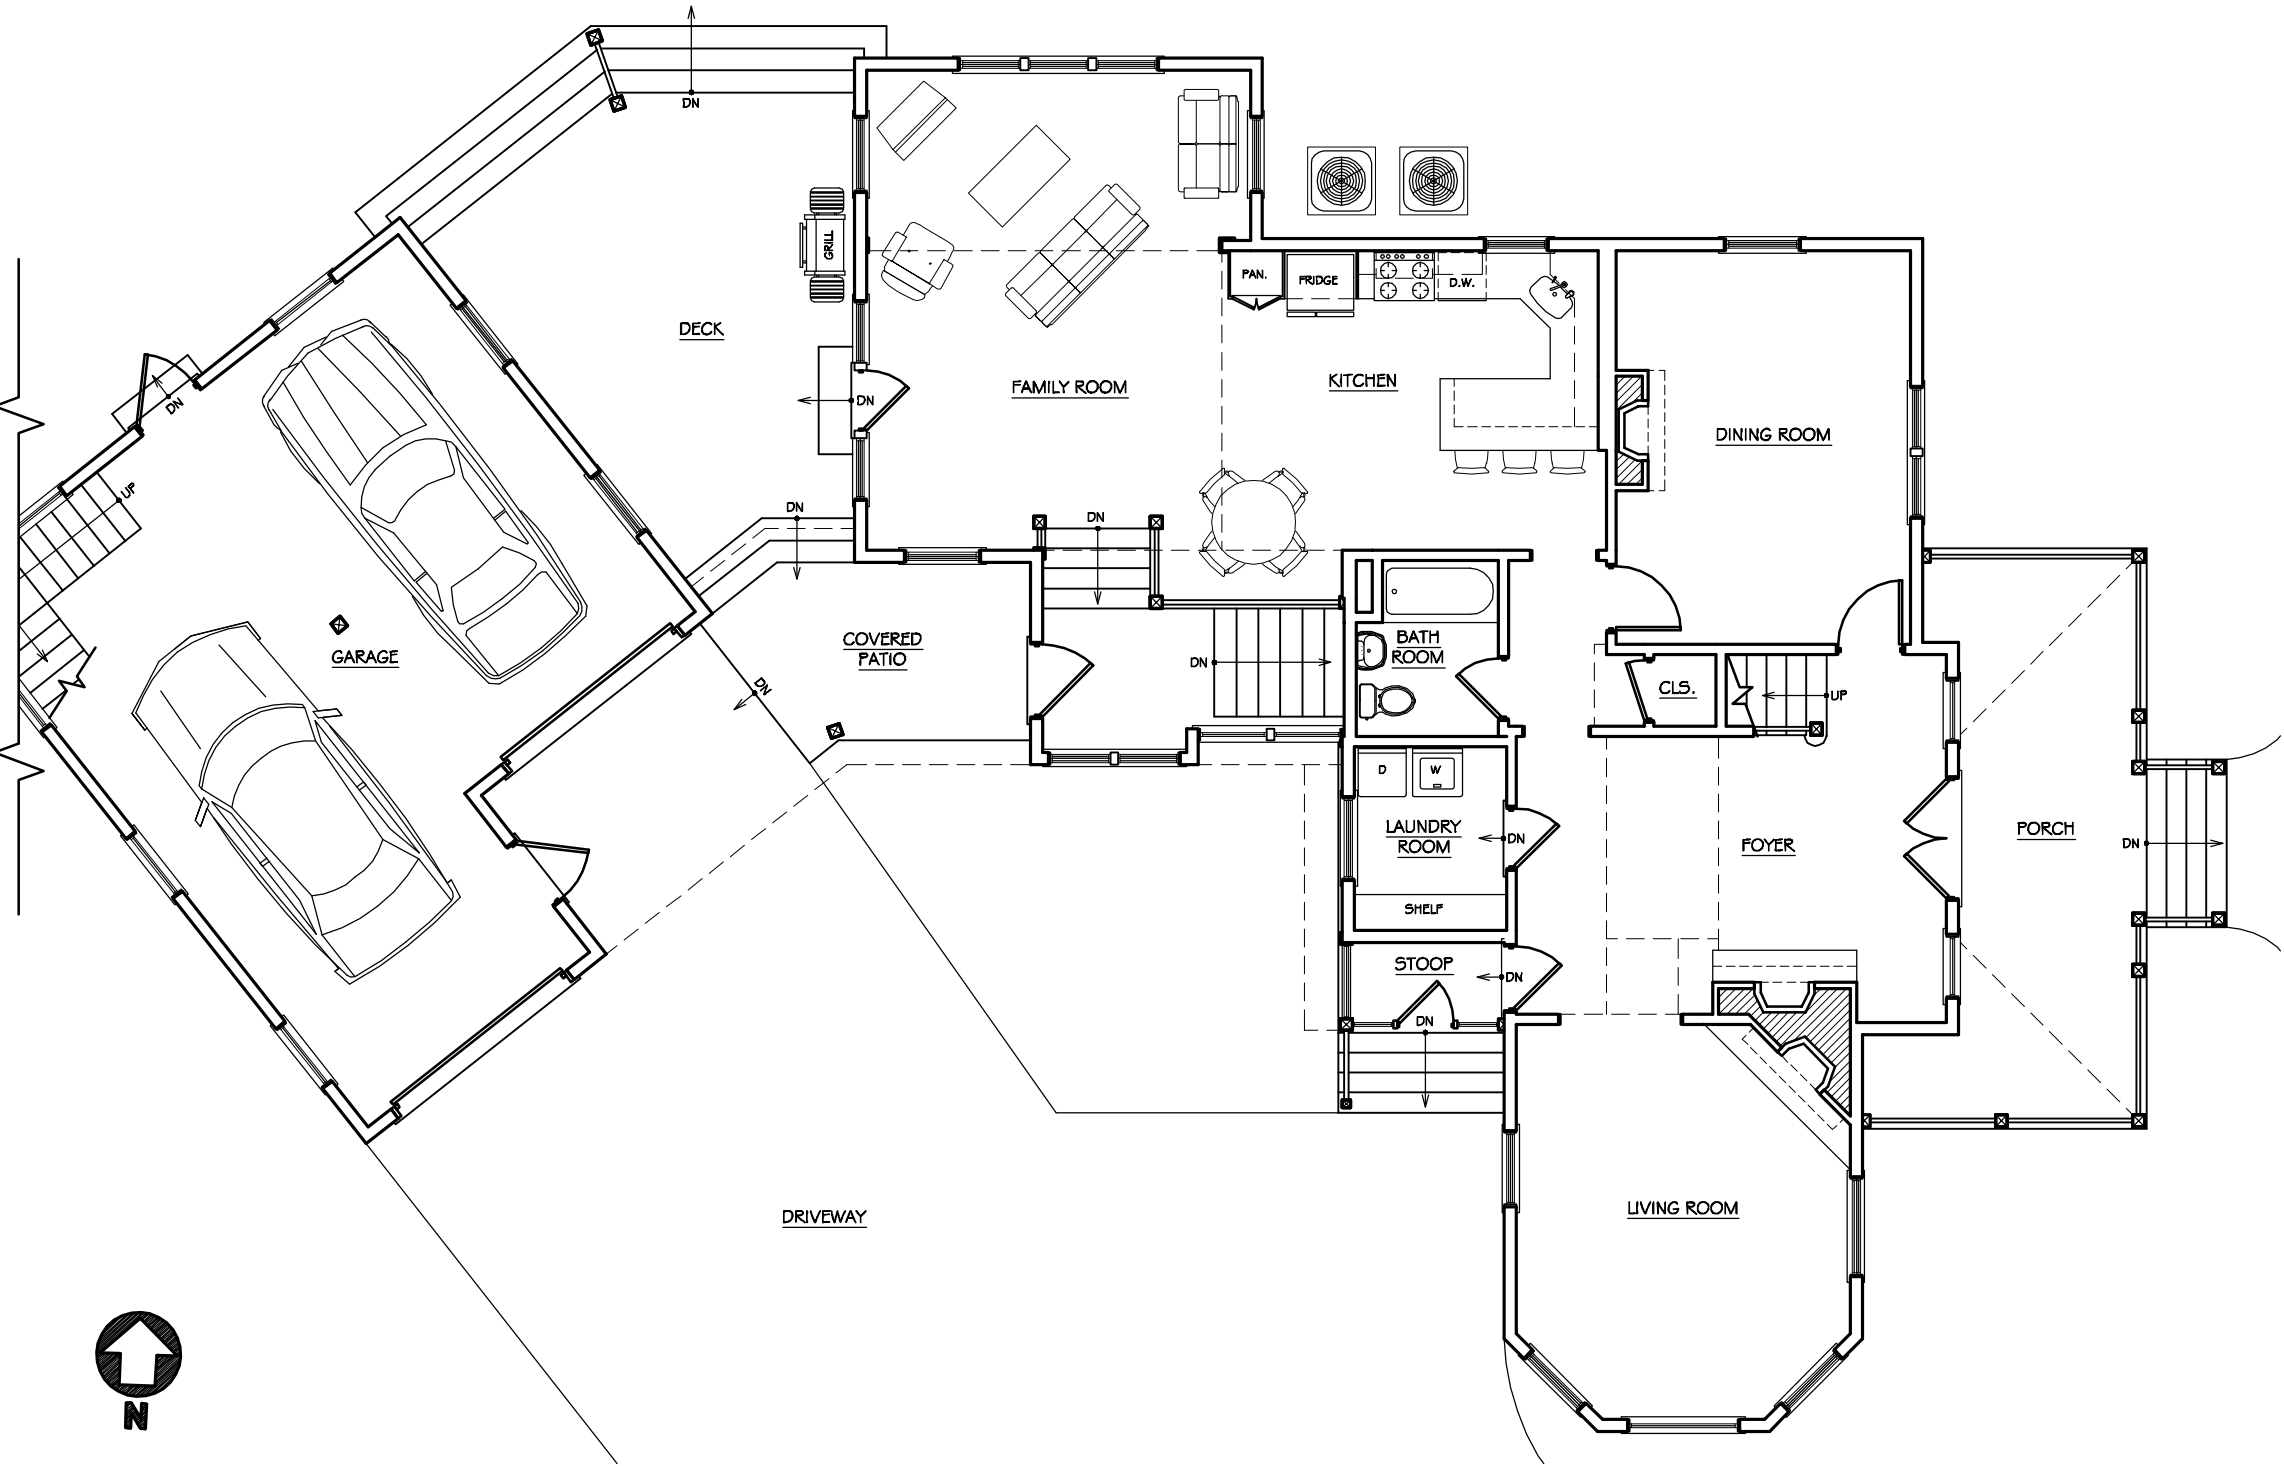 DN
GRILL
PAN.
FRIDGE
D.W.
DECK
FAMILY ROOM
KITCHEN
DN
DN
DINING ROOM
UP
DN
DN
GARAGE
COVERED
PATIO
DN
BATH
ROOM
DN
CLS.
UP
D
W
LAUNDRY
ROOM
DN
FOYER
PORCH
DN
SHELF
STOOP
DN
DN
LIVING ROOM
DRIVEWAY
N